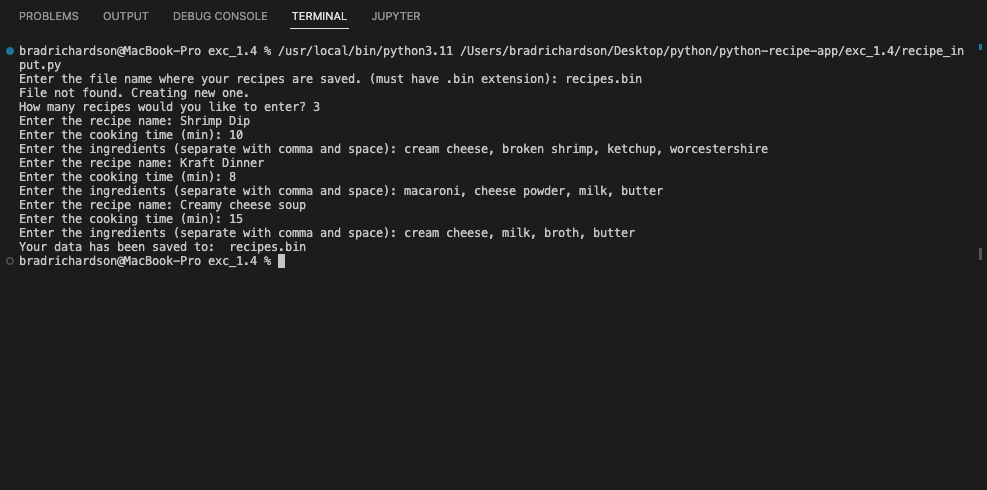 PROBLEMS OUTPUT DEBUG CONSOLE TERMINAL JUPYTER
bradrichardson@MacBook-Pro exc_1.4 % /usr/local/bin/python3.11 /Users/bradrichardson/Desktop/python/python-recipe-app/exc_1.4/recipe_in
put.py
Enter the file name where your recipes are saved. (must have .bin extension): recipes.bin
File not found. Creating new one.
How many recipes would you like to enter? 3
Enter the recipe name: Shrimp Dip
Enter the cooking time (min): 10
Enter the ingredients (separate with comma and space): cream cheese, broken shrimp, ketchup, worcestershire
Enter the recipe name: Kraft Dinner
Enter the cooking time (min): 8
Enter the ingredients (separate with comma and space): macaroni, cheese powder, milk, butter
Enter the recipe name: Creamy cheese soup
Enter the cooking time (min): 15
Enter the ingredients (separate with comma and space): cream cheese, milk, broth, butter
Your data has been saved to:  recipes.bin
bradrichardson@MacBook-Pro exc_1.4 %